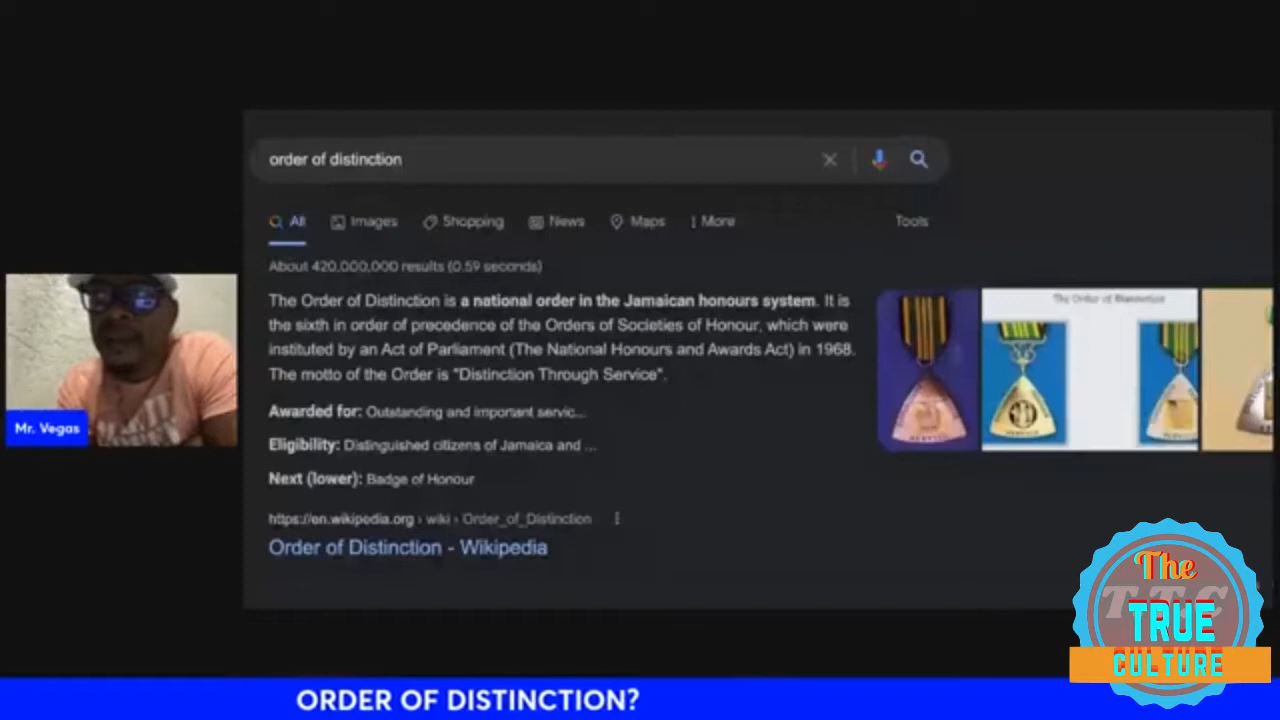 order of distinction
All Images Shopping News Maps More Tools
About 420,000,000 results (0.59 seconds)
The Order of Distinction is a national order in the Jamaican honours system. It is
the sixth in order of precedence of the Orders of Societies of Honour, which were
instituted by an Act of Parliament (The National Honours and Awards Act) in 1968.
The motto of the Order is "Distinction Through Service".
Awarded for: Outstanding and important servic...
Eligibility: Distinguished citizens of Jamaica and ...
Next (lower): Badge of Honour
https://en.wikipedia.org › wiki › Order_of_Distinction
Order of Distinction - Wikipedia
The Order of Distinction
Mr. Vegas
The
T.T.C
TRUE
CULTURE
ORDER OF DISTINCTION?